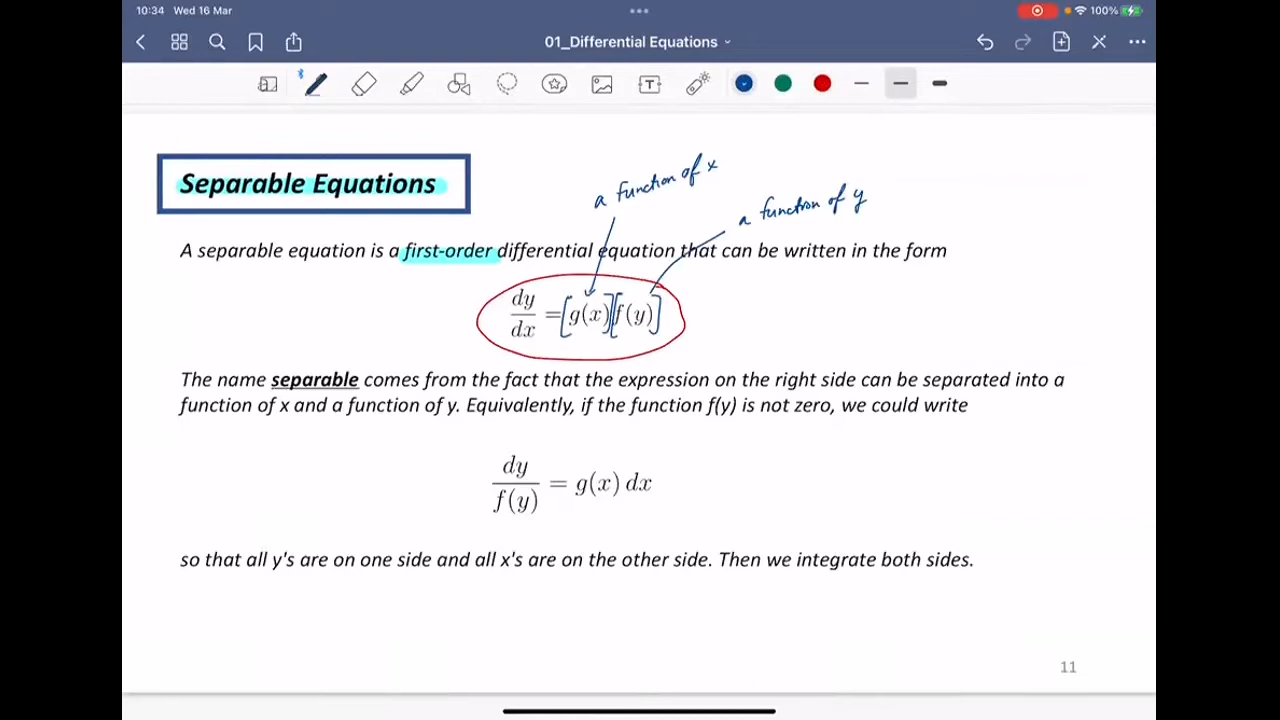 10:34 Wed 16 Mar
100%
01_Differential Equations
T
Separable Equations
a function of x
a function of y
A separable equation is a first-order differential equation that can be written in the form
dy/dx = [g(x)][f(y)]
The name separable comes from the fact that the expression on the right side can be separated into a
function of x and a function of y. Equivalently, if the function f(y) is not zero, we could write
dy/f(y) = g(x) dx
so that all y's are on one side and all x's are on the other side. Then we integrate both sides.
11